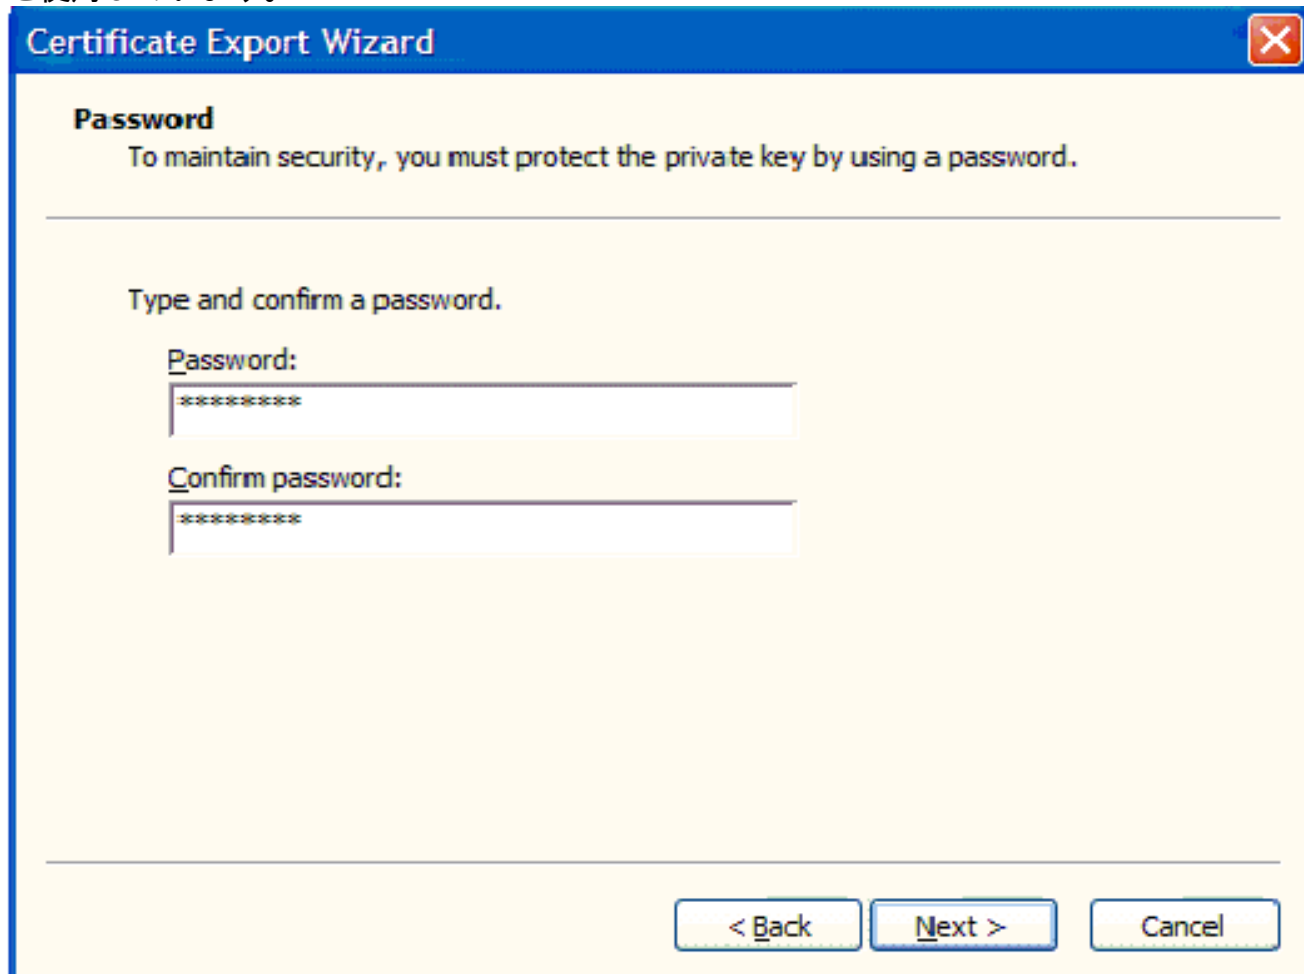 Certificate Export Wizard
Password
To maintain security, you must protect the private key by using a password.
Type and confirm a password.
Password:
********
Confirm password:
********
< Back
Next >
Cancel